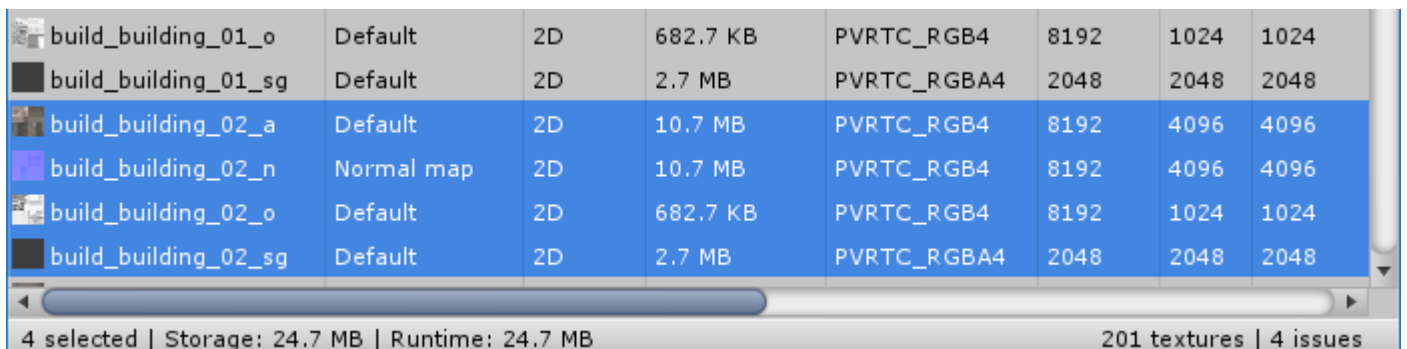 build_building_01_o Default 2D 682.7 KB PVRTC_RGB4 8192 1024 1024
build_building_01_sg Default 2D 2.7 MB PVRTC_RGBA4 2048 2048 2048
build_building_02_a Default 2D 10.7 MB PVRTC_RGB4 8192 4096 4096
build_building_02_n Normal map 2D 10.7 MB PVRTC_RGB4 8192 4096 4096
build_building_02_o Default 2D 682.7 KB PVRTC_RGB4 8192 1024 1024
build_building_02_sg Default 2D 2.7 MB PVRTC_RGBA4 2048 2048 2048
4 selected | Storage: 24.7 MB | Runtime: 24.7 MB 201 textures | 4 issues